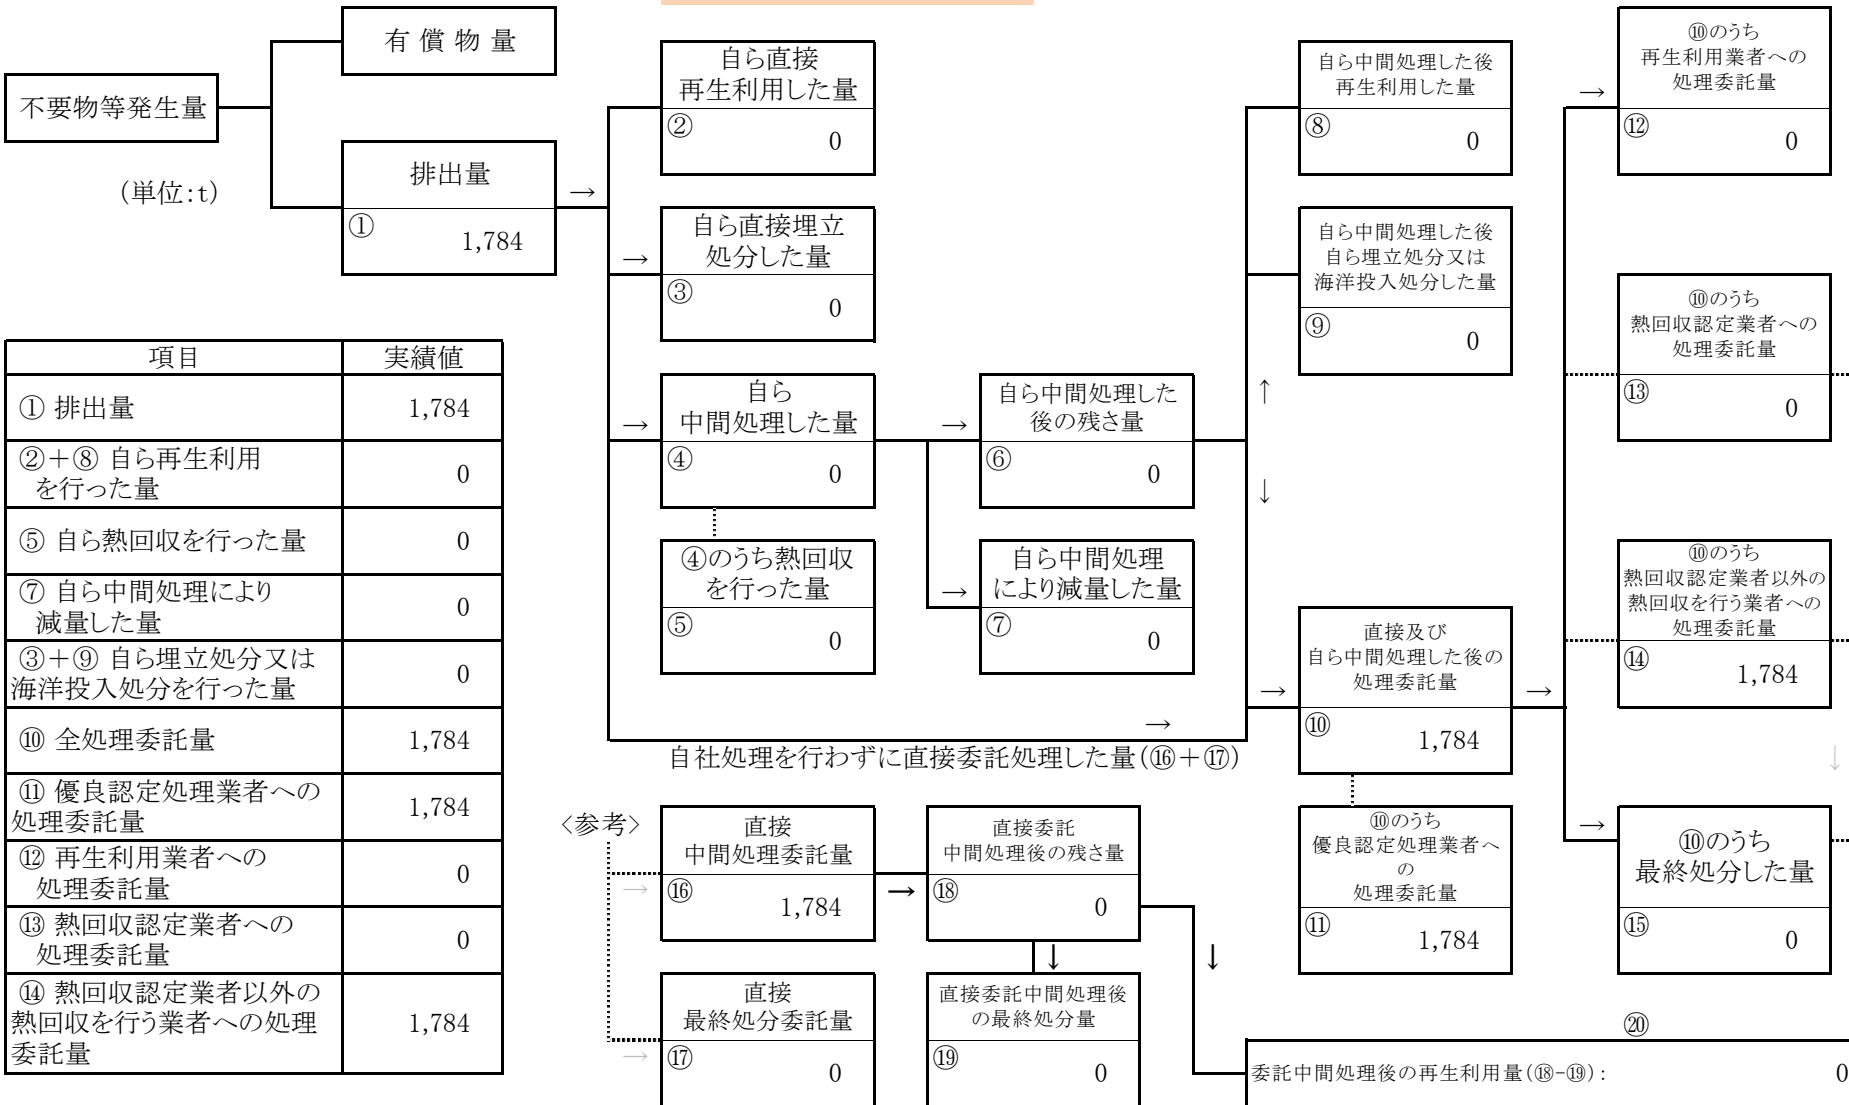 有 償 物 量
不要物等発生量
(単位:t)
排出量
→
①
1,784
自ら直接
再生利用した量
②
0
→
自ら直接埋立
処分した量
③
0
→
自ら
中間処理した量
④
0
④のうち熱回収
を行った量
⑤
0
→
自ら中間処理した
後の残さ量
⑥
0
→
自ら中間処理
により減量した量
⑦
0
自ら中間処理した後
再生利用した量
⑧
0
自ら中間処理した後
自ら埋立処分又は
海洋投入処分した量
⑨
0
↑
↓
→
自社処理を行わずに直接委託処理した量(⑯+⑰)
→
直接及び
自ら中間処理した後の
処理委託量
⑩
1,784
→
⑩のうち
優良認定処理業者へ
の
処理委託量
⑪
1,784
→
⑩のうち
再生利用業者への
処理委託量
⑫
0
⑩のうち
熱回収認定業者への
処理委託量
⑬
0
⑩のうち
熱回収認定業者以外の
熱回収を行う業者への
処理委託量
⑭
1,784
↓
→
⑩のうち
最終処分した量
⑮
0
項目 実績値
① 排出量 1,784
②+⑧ 自ら再生利用
を行った量 0
⑤ 自ら熱回収を行った量 0
⑦ 自ら中間処理により
減量した量 0
③+⑨ 自ら埋立処分又は
海洋投入処分を行った量 0
⑩ 全処理委託量 1,784
⑪ 優良認定処理業者への
処理委託量 1,784
⑫ 再生利用業者への
処理委託量 0
⑬ 熱回収認定業者への
処理委託量 0
⑭ 熱回収認定業者以外の
熱回収を行う業者への処理
委託量 1,784
〈参考〉
→
直接
中間処理委託量
⑯
1,784
→
直接委託
中間処理後の残さ量
⑱
0
↓
↓
→
直接
最終処分委託量
⑰
0
直接委託中間処理後
の最終処分量
⑲
0
⑳
委託中間処理後の再生利用量(⑱-⑲): 0